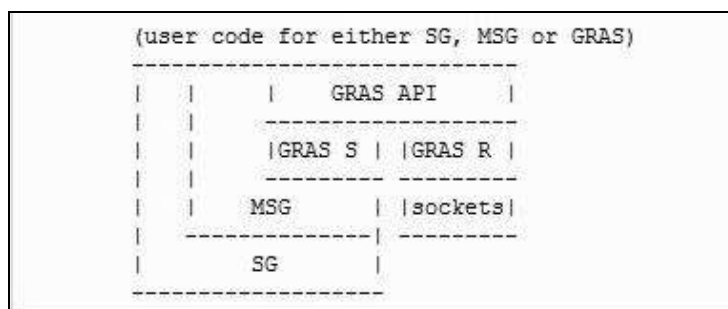 (user code for either SG, MSG or GRAS)
------------------------------
|  |     |   GRAS API      |
|  |     --------------------
|  |     |GRAS S | |GRAS R |
|  |     --------- ---------
|  |   MSG       | |sockets|
|  ---------------| ---------
|       SG        |
--------------------